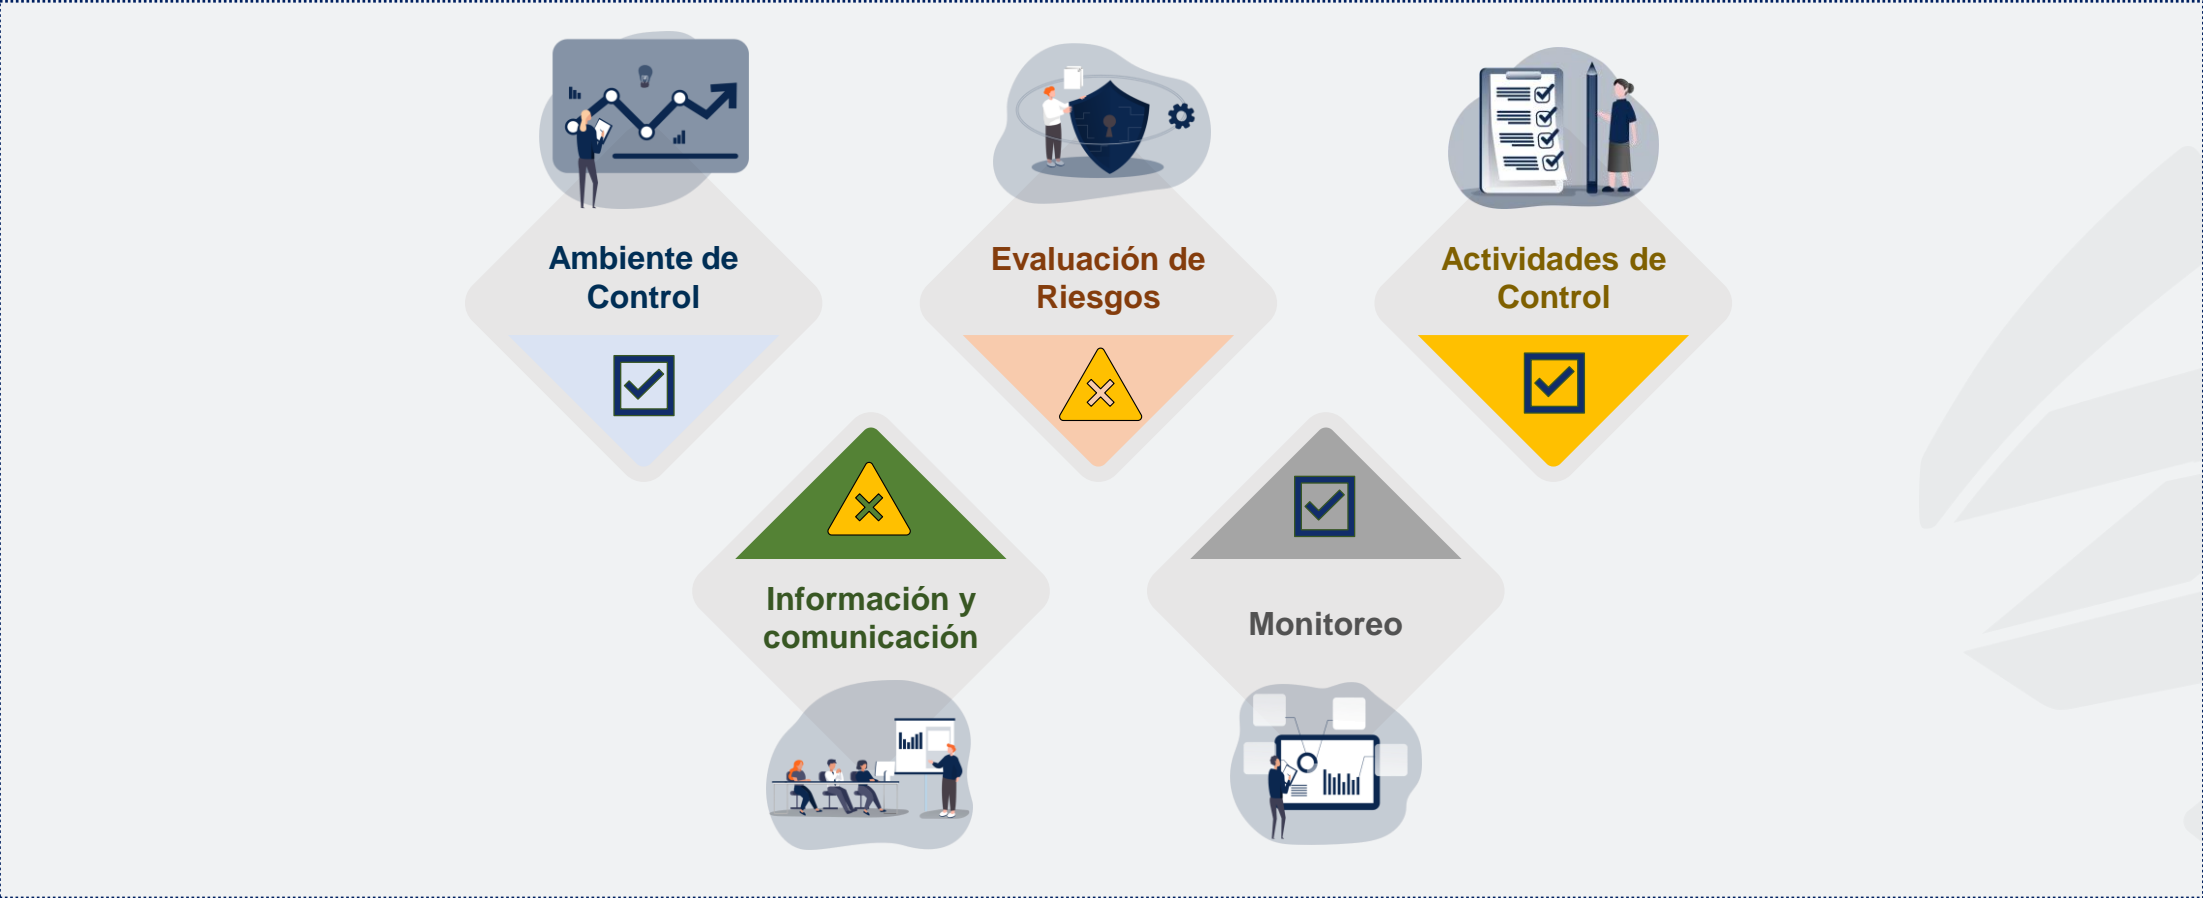 Ambiente de
Control
Evaluación de
Riesgos
Actividades de
Control
Información y
comunicación
Monitoreo